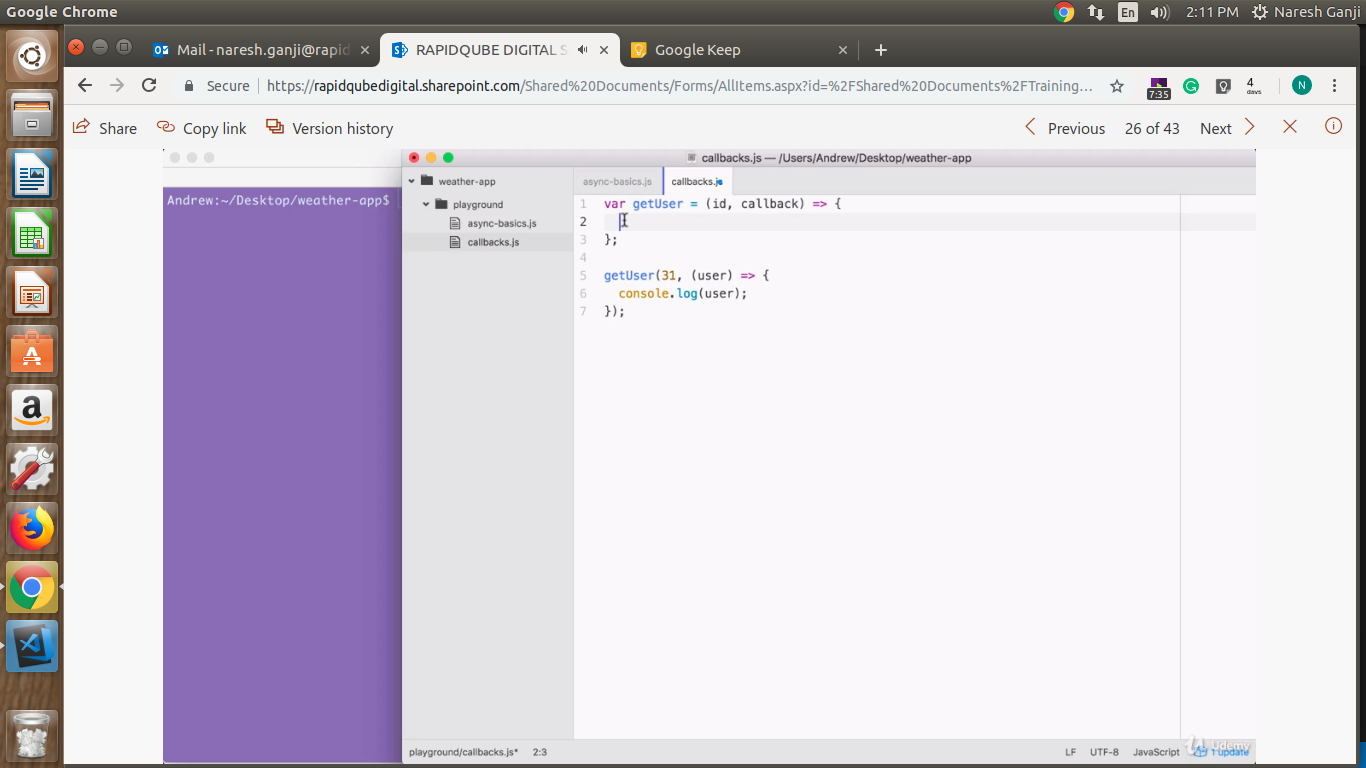 Google Chrome
En
2:11 PM
Naresh Ganji
Mail - naresh.ganji@rapid
RAPIDQUBE DIGITAL S
Google Keep
Secure
https://rapidqubedigital.sharepoint.com/Shared%20Documents/Forms/AllItems.aspx?id=%2FShared%20Documents%2FTraining...
7:35
4
days
N
Share
Copy link
Version history
Previous
26 of 43
Next
callbacks.js — /Users/Andrew/Desktop/weather-app
Andrew:~/Desktop/weather-app$
weather-app
playground
async-basics.js
callbacks.js
async-basics.js
callbacks.js
1 var getUser = (id, callback) => {
2
3 };
4
5 getUser(31, (user) => {
6 console.log(user);
7 });
playground/callbacks.js* 2:3
LF
UTF-8
JavaScript
1 update
Udemy